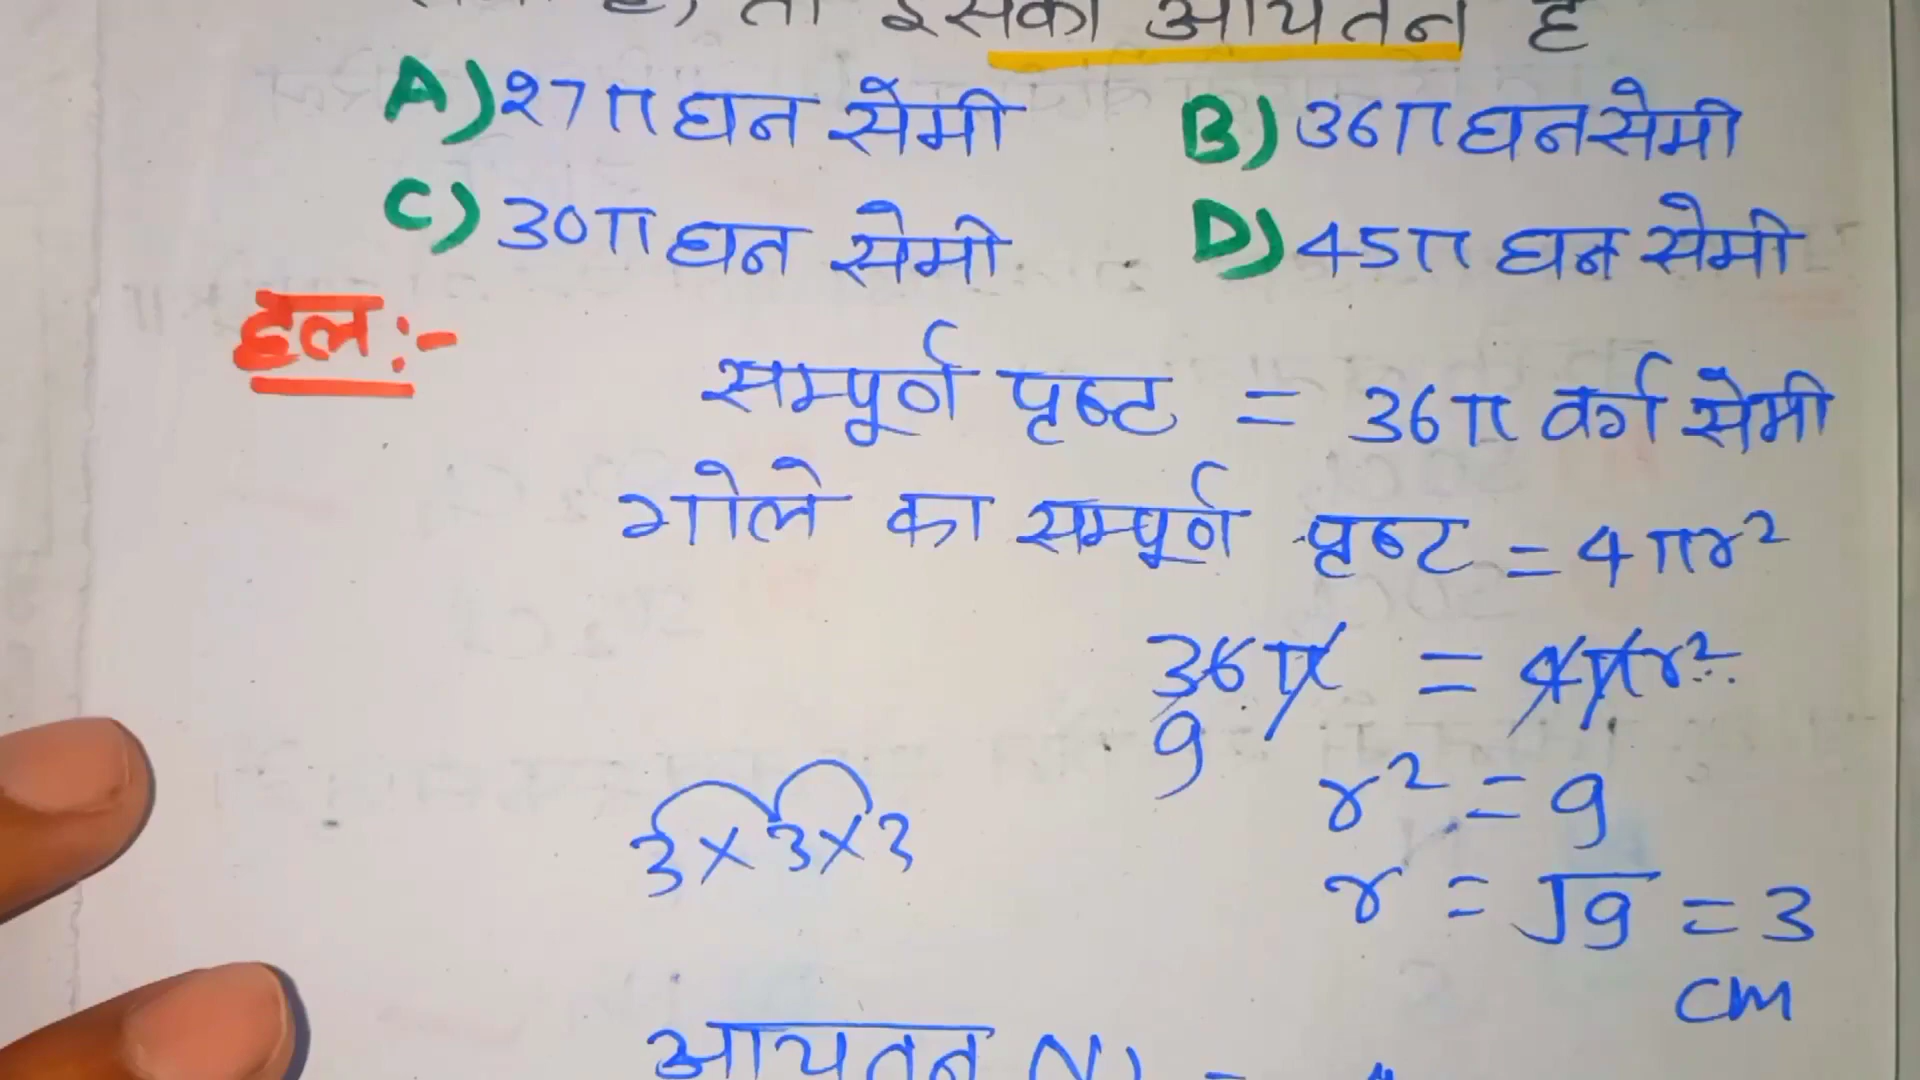 इसका आयतन है
A) 27π घन सेमी B) 36π घन सेमी
C) 30π घन सेमी D) 45π घन सेमी
हल:-
सम्पूर्ण पृष्ट = 36π वर्ग सेमी
गोले का सम्पूर्ण पृष्ट = 4πr²
36π = 4πr²
9
r² = 9
3×3×3
r = √9 = 3
cm
आयतन